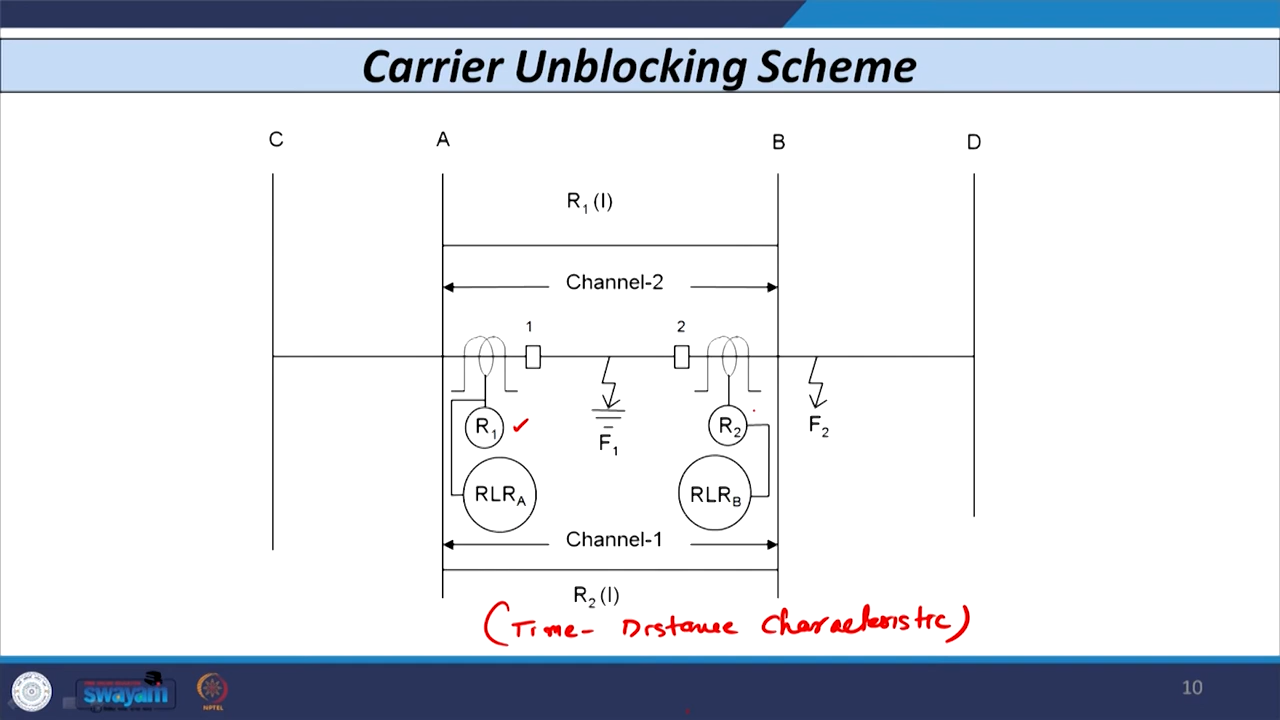 Carrier Unblocking Scheme
C A B D
R₁ (I)
Channel-2
1 2
R₁ R₂
F₁ F₂
RLR_A RLR_B
Channel-1
R₂ (I)
(Time- Distance characteristic)
swayam
NPTEL
10